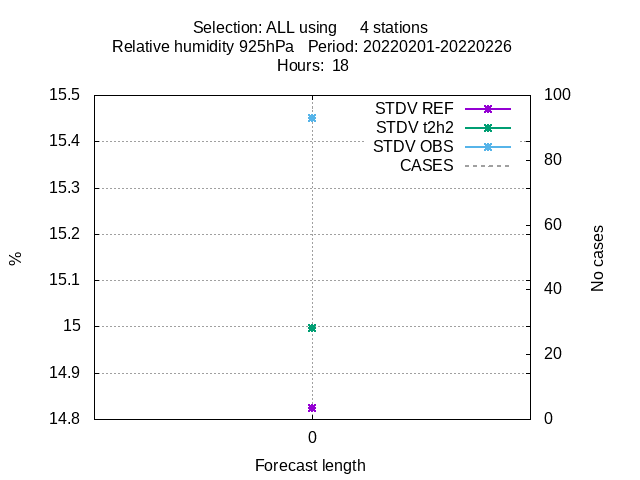 Selection: ALL using     4 stations
Relative humidity 925hPa   Period: 20220201-20220226
Hours:  18
15.5
15.4
15.3
15.2
15.1
15
14.9
14.8
%
STDV REF
STDV t2h2
STDV OBS
CASES
100
80
60
40
20
0
No cases
0
Forecast length